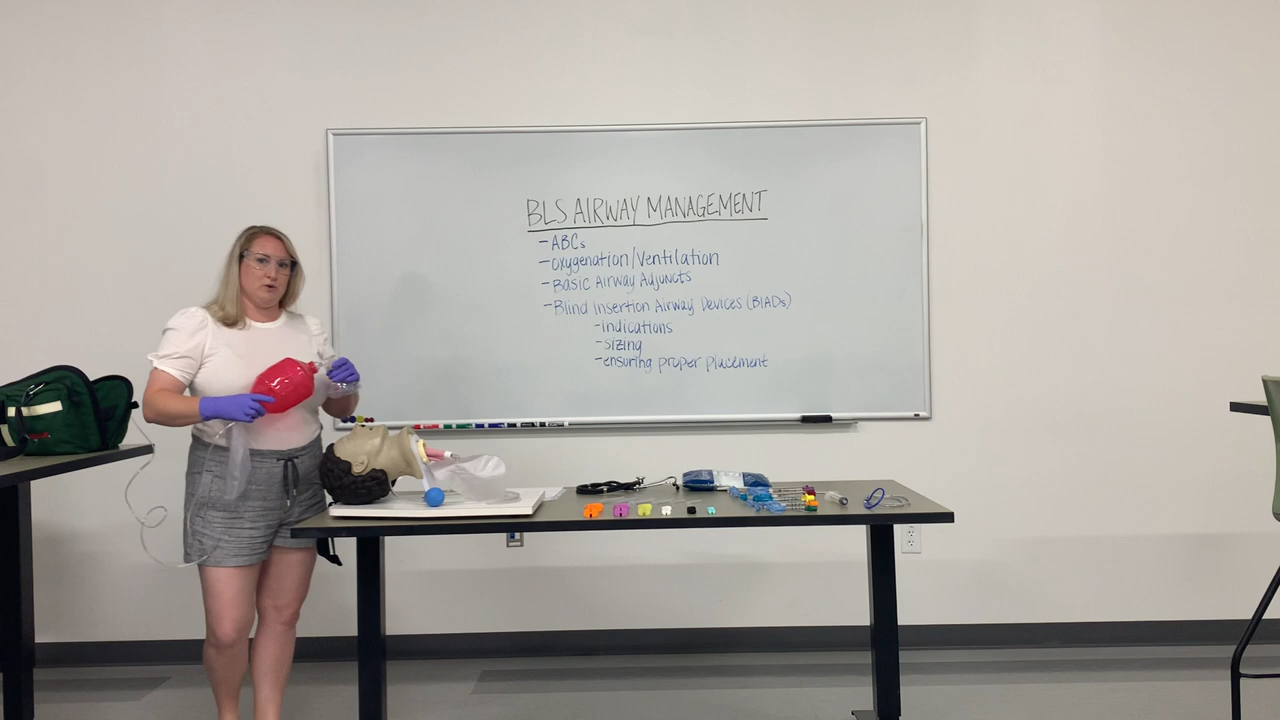 BLS AIRWAY MANAGEMENT
-ABCs
-Oxygenation/Ventilation
-Basic Airway Adjuncts
-Blind Insertion Airway Devices (BIADs)
-indications
-sizing
-ensuring proper placement